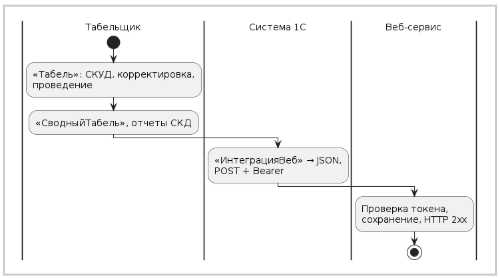 Табельщик
Система 1С
Веб-сервис
«Табель»: СКУД, корректировка,
проведение
«СводныйТабель», отчеты СКД
«ИнтеграцияВеб» → JSON,
POST + Bearer
Проверка токена,
сохранение, HTTP 2xx